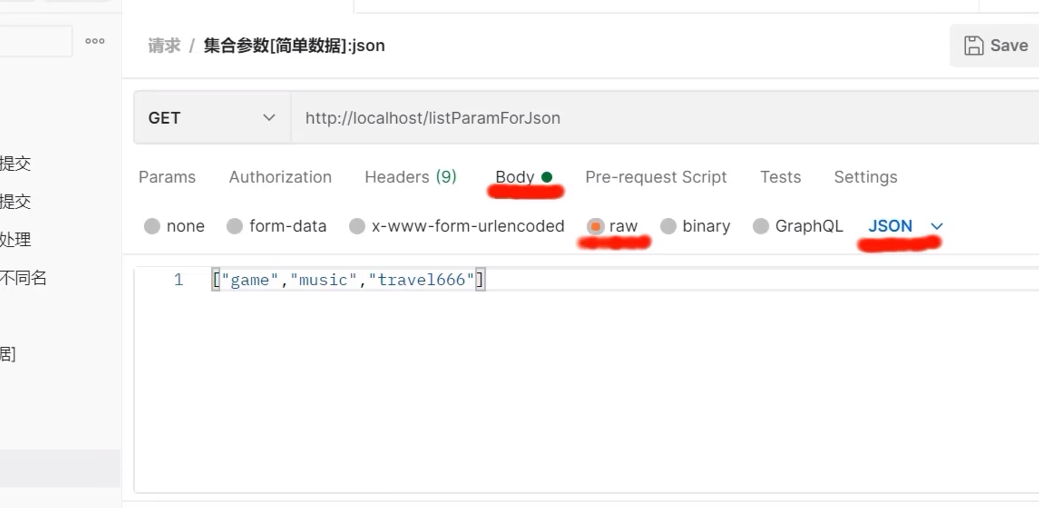 请求 / 集合参数[简单数据]:json
Save
GET
http://localhost/listParamForJson
Params Authorization Headers (9) Body Pre-request Script Tests Settings
none form-data x-www-form-urlencoded raw binary GraphQL JSON
1 ["game","music","travel666"]
提交
提交
处理
不同名
据]